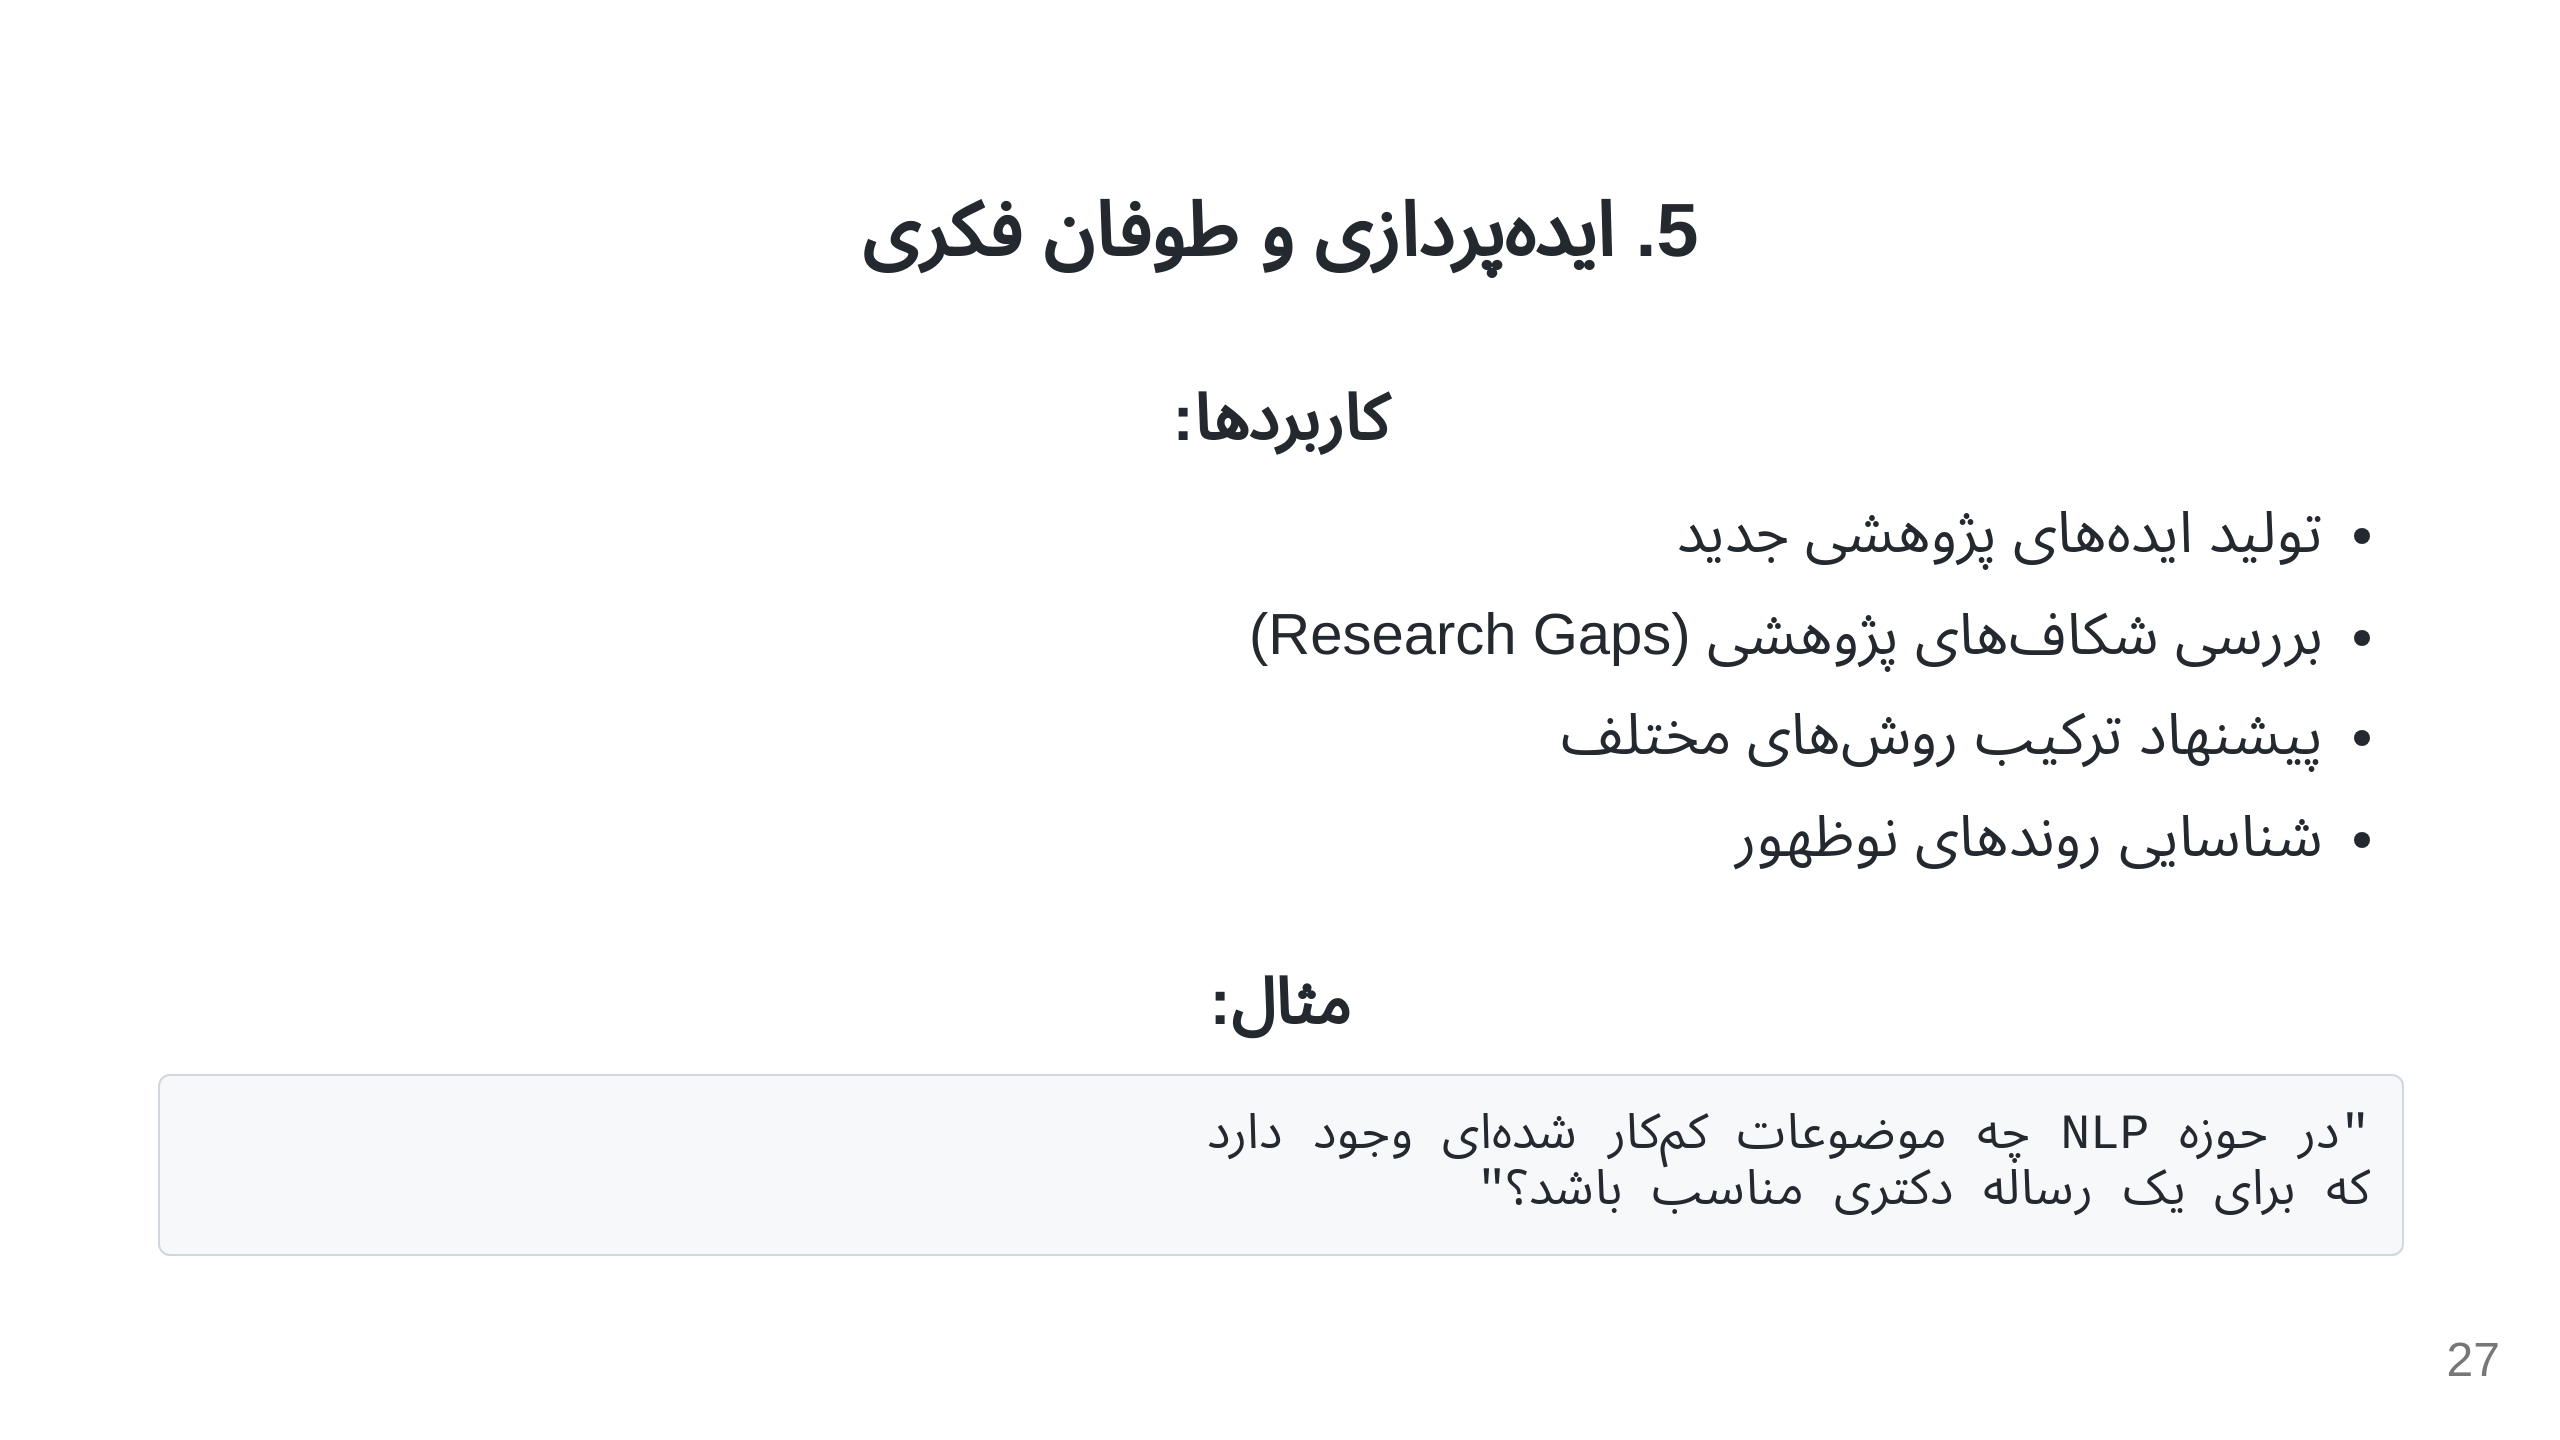 5. ایده‌پردازی و طوفان فکری
کاربردها:
• تولید ایده‌های پژوهشی جدید
• بررسی شکاف‌های پژوهشی (Research Gaps)
• پیشنهاد ترکیب روش‌های مختلف
• شناسایی روندهای نوظهور
مثال:
"در حوزه NLP چه موضوعات کم‌کار شده‌ای وجود دارد
که برای یک رساله دکتری مناسب باشد؟"
27